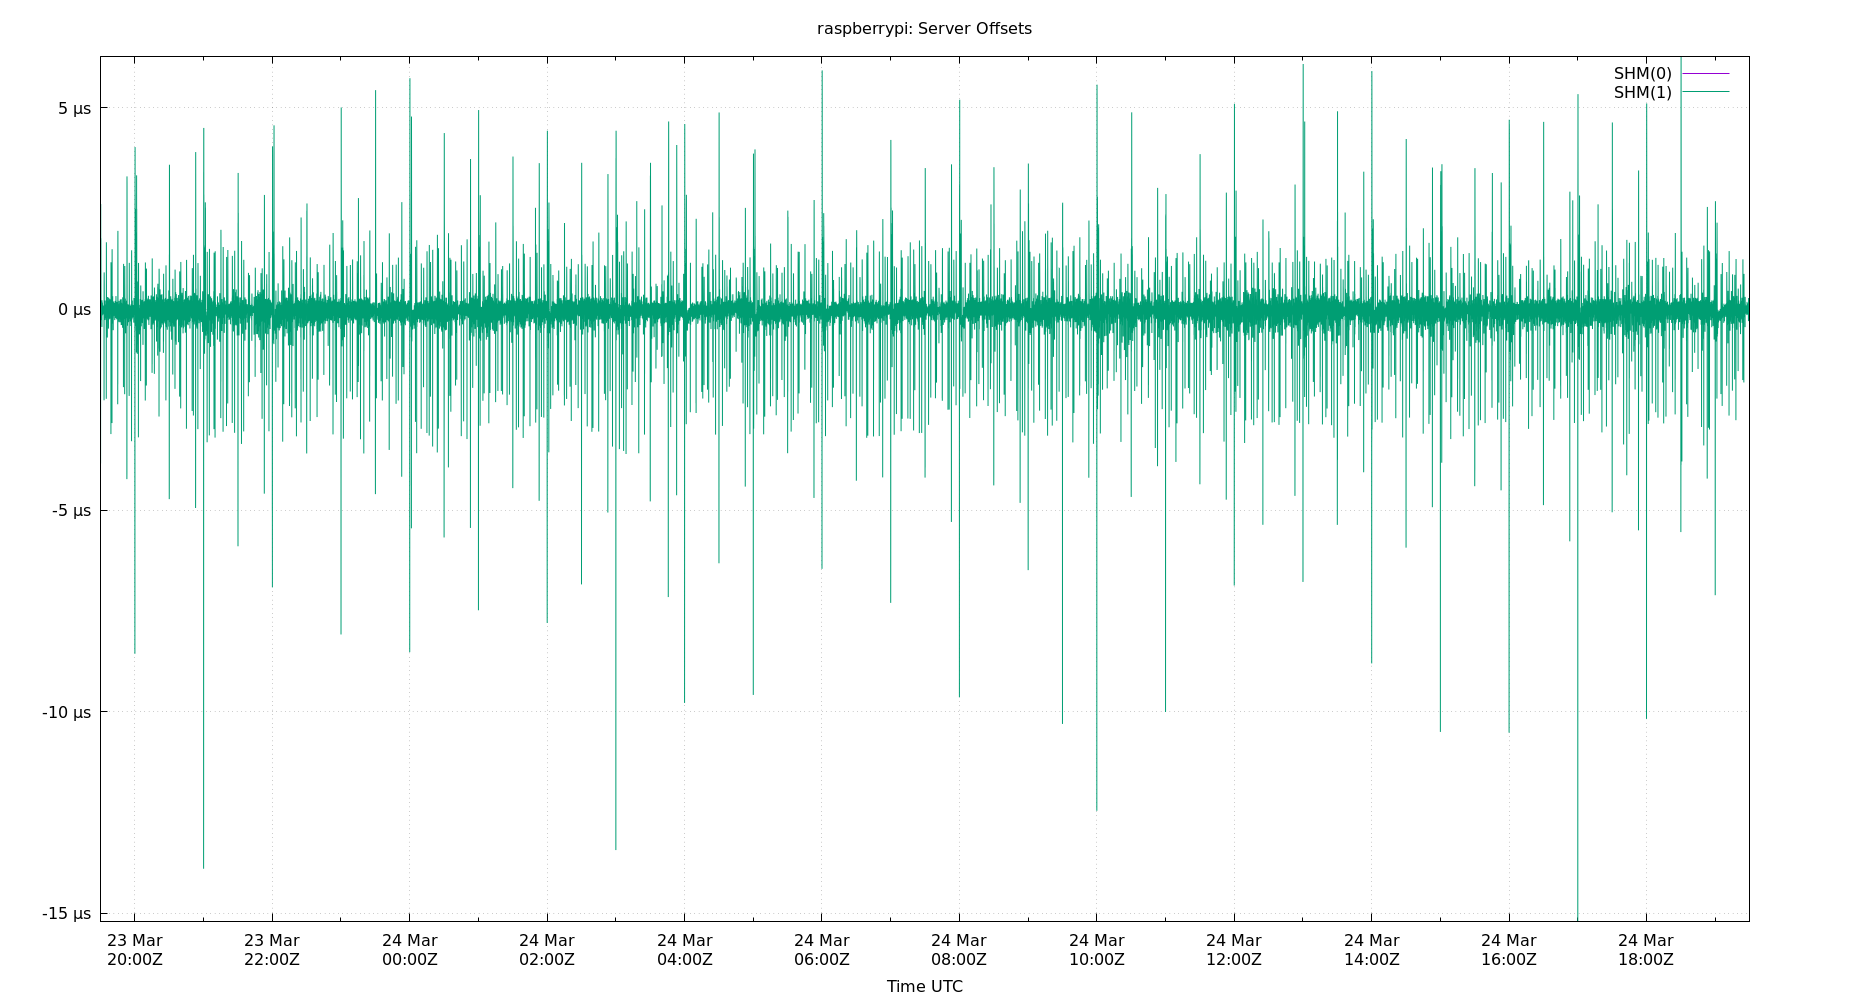 raspberrypi: Server Offsets
SHM(0)
SHM(1)
5 µs
0 µs
-5 µs
-10 µs
-15 µs
23 Mar 23 Mar 24 Mar 24 Mar 24 Mar 24 Mar 24 Mar 24 Mar 24 Mar 24 Mar 24 Mar 24 Mar
20:00Z 22:00Z 00:00Z 02:00Z 04:00Z 06:00Z 08:00Z 10:00Z 12:00Z 14:00Z 16:00Z 18:00Z
Time UTC